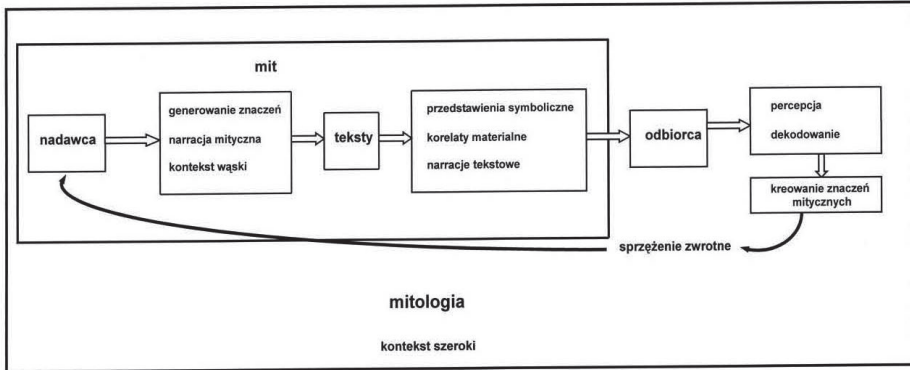 mit
nadawca
generowanie znaczeń
narracja mityczna
kontekst wąski
teksty
przedstawienia symboliczne
korelaty materialne
narracje tekstowe
odbiorca
percepcja
dekodowanie
kreowanie znaczeń
mitycznych
sprzężenie zwrotne
mitologia
kontekst szeroki